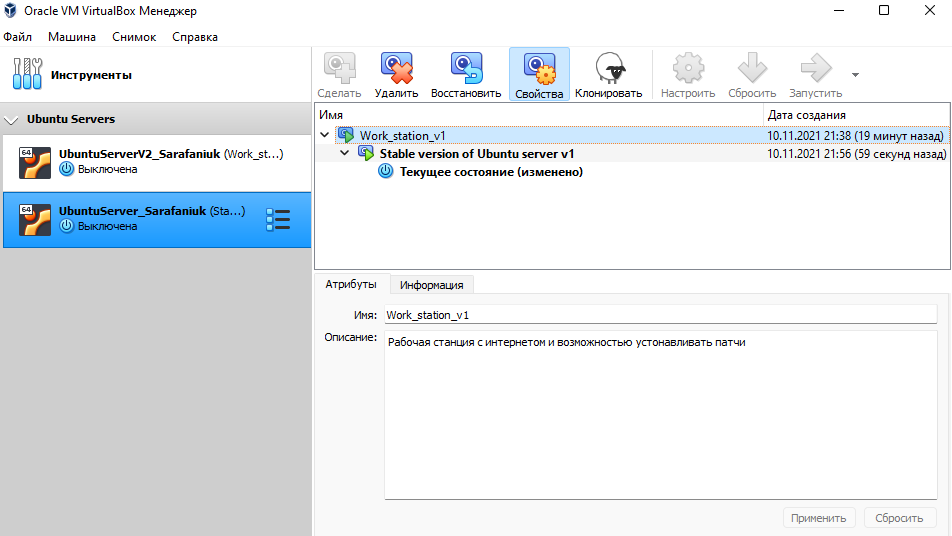 Oracle VM VirtualBox Менеджер
Файл Машина Снимок Справка
Инструменты
Сделать Удалить Восстановить Свойства Клонировать Настроить Сбросить Запустить
Ubuntu Servers
64
UbuntuServerV2_Sarafaniuk (Work_st...)
Выключена
64
UbuntuServer_Sarafaniuk (Sta...)
Выключена
Имя Дата создания
Work_station_v1 10.11.2021 21:38 (19 минут назад)
Stable version of Ubuntu server v1 10.11.2021 21:56 (59 секунд назад)
Текущее состояние (изменено)
Атрибуты Информация
Имя: Work_station_v1
Описание: Рабочая станция с интернетом и возможностью устонавливать патчи
Применить Сбросить